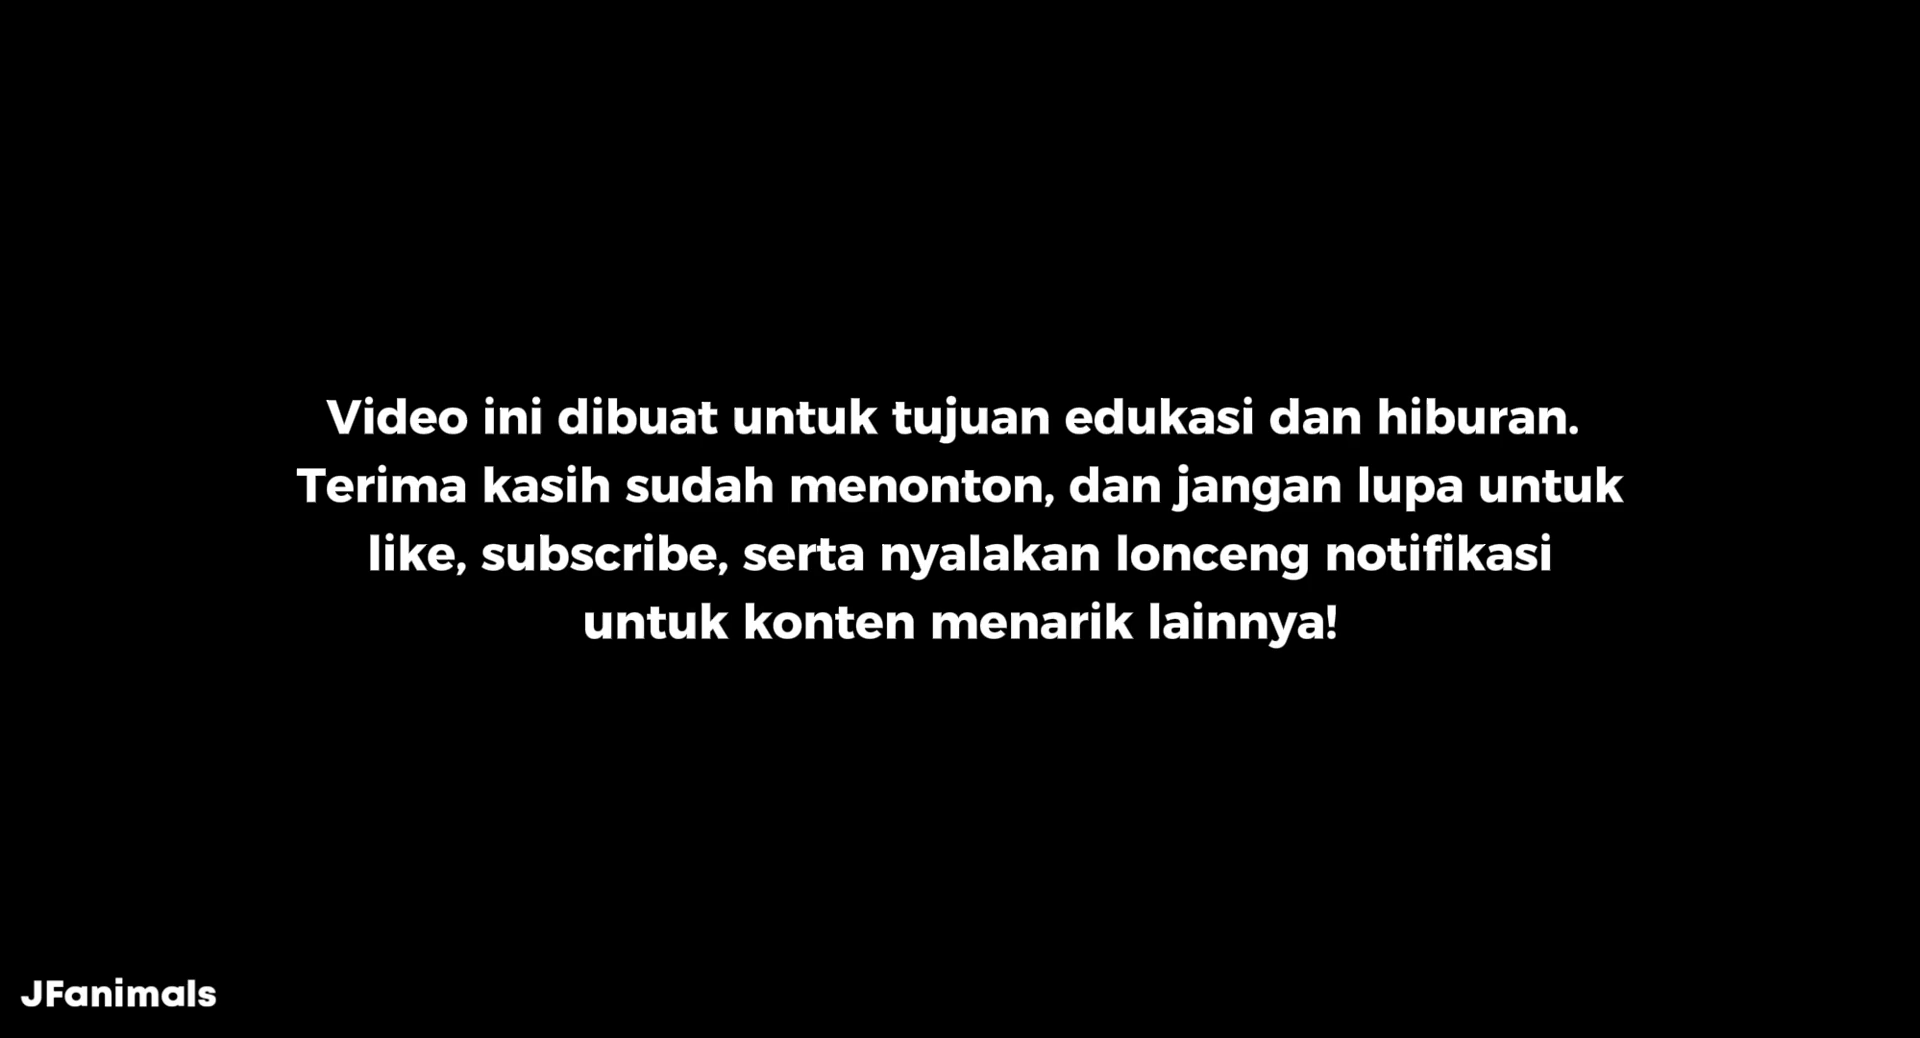 Video ini dibuat untuk tujuan edukasi dan hiburan.
Terima kasih sudah menonton, dan jangan lupa untuk
like, subscribe, serta nyalakan lonceng notifikasi
untuk konten menarik lainnya!
JFanimals